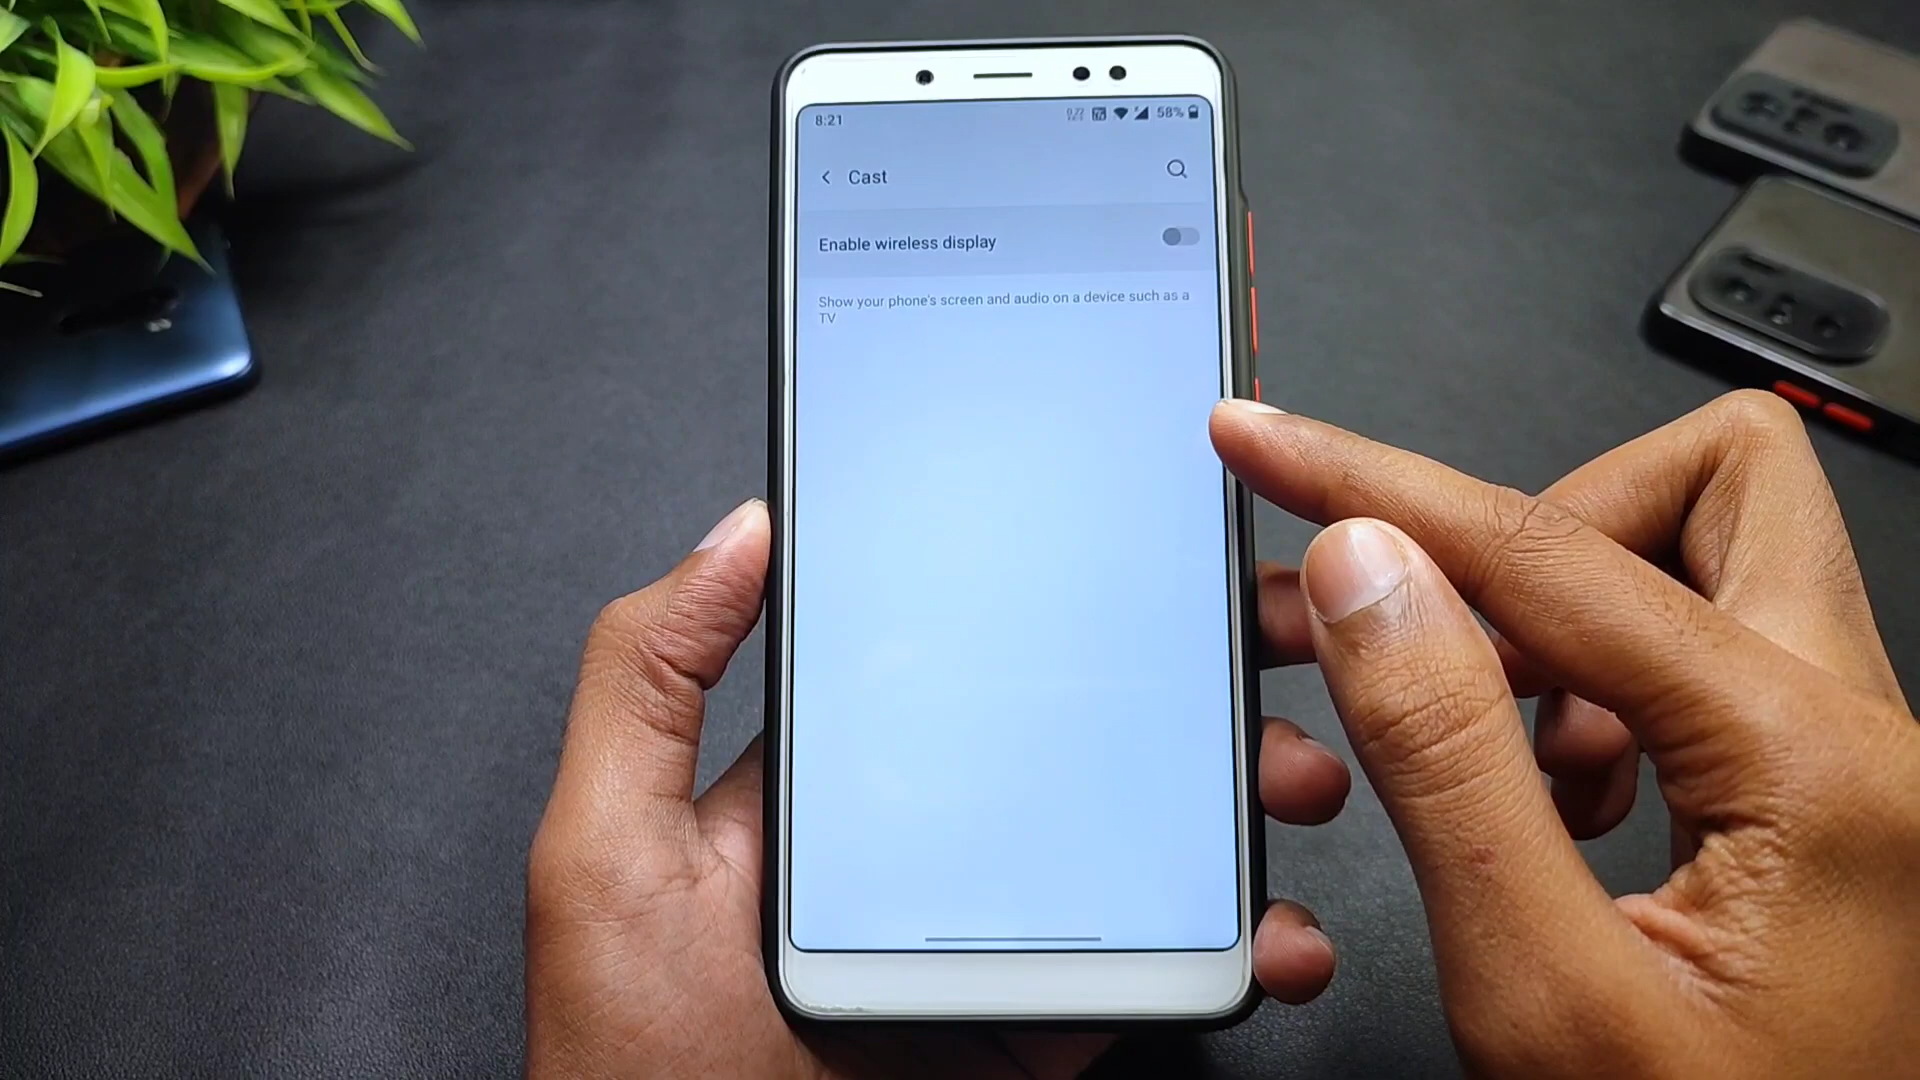 8:21
58%
Cast
Enable wireless display
Show your phone's screen and audio on a device such as a
TV